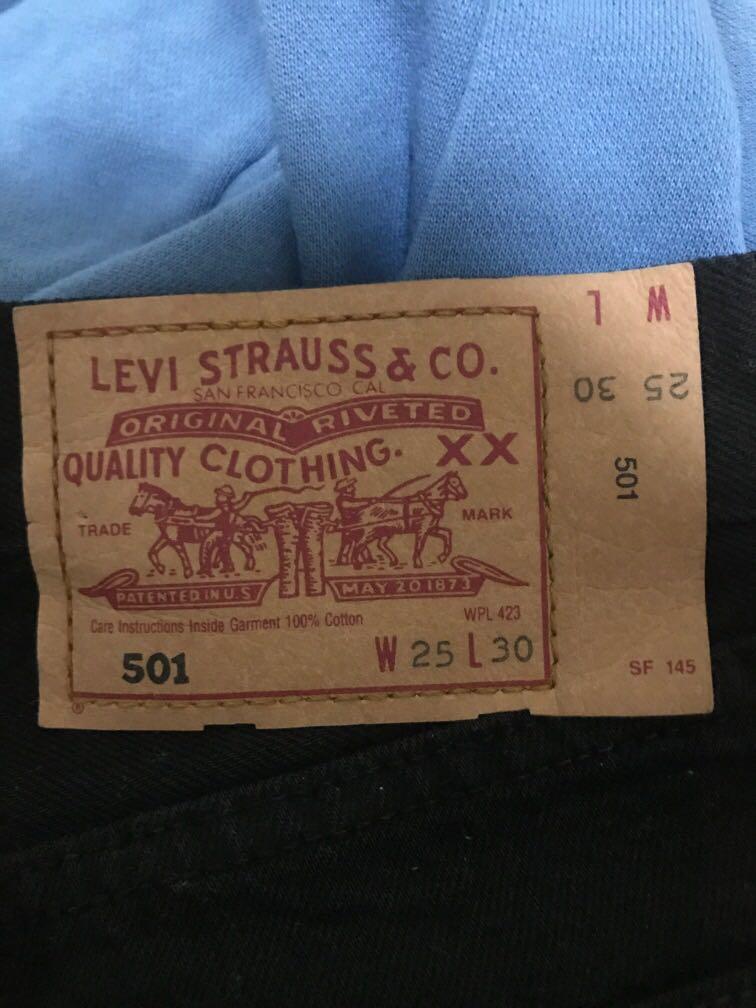 LEVI STRAUSS & CO.
SAN FRANCISCO CAL
ORIGINAL RIVETED
QUALITY CLOTHING. XX
TRADE MARK
PATENTED IN U.S MAY 20 1873
Care Instructions Inside Garment 100% Cotton
WPL 423
501 W 25 L 30
®
W L
25 30
501
SF 145